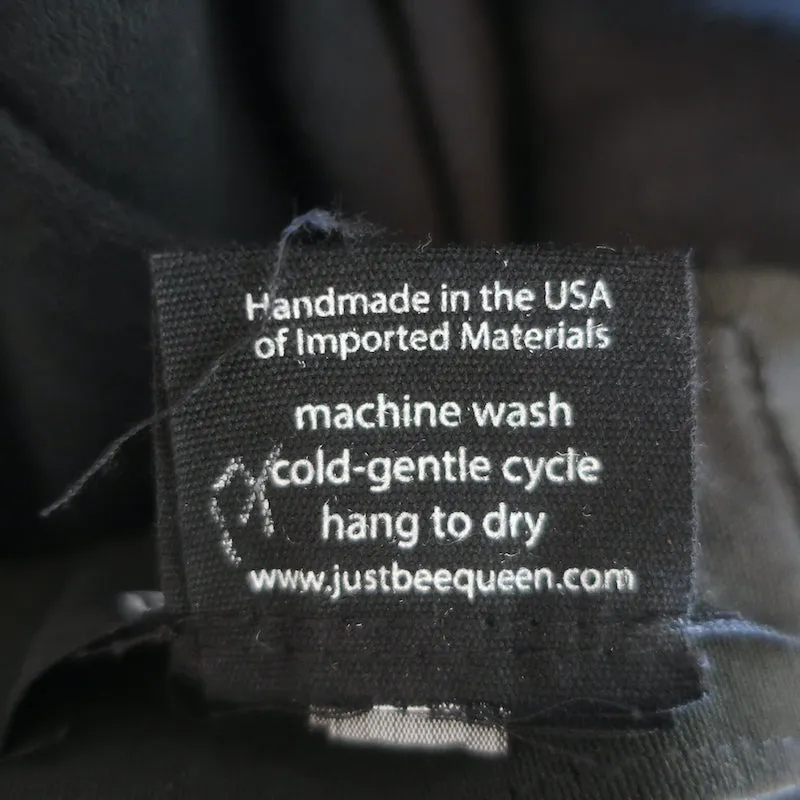 Handmade in the USA
of Imported Materials
machine wash
cold-gentle cycle
hang to dry
www.justbeequeen.com
M